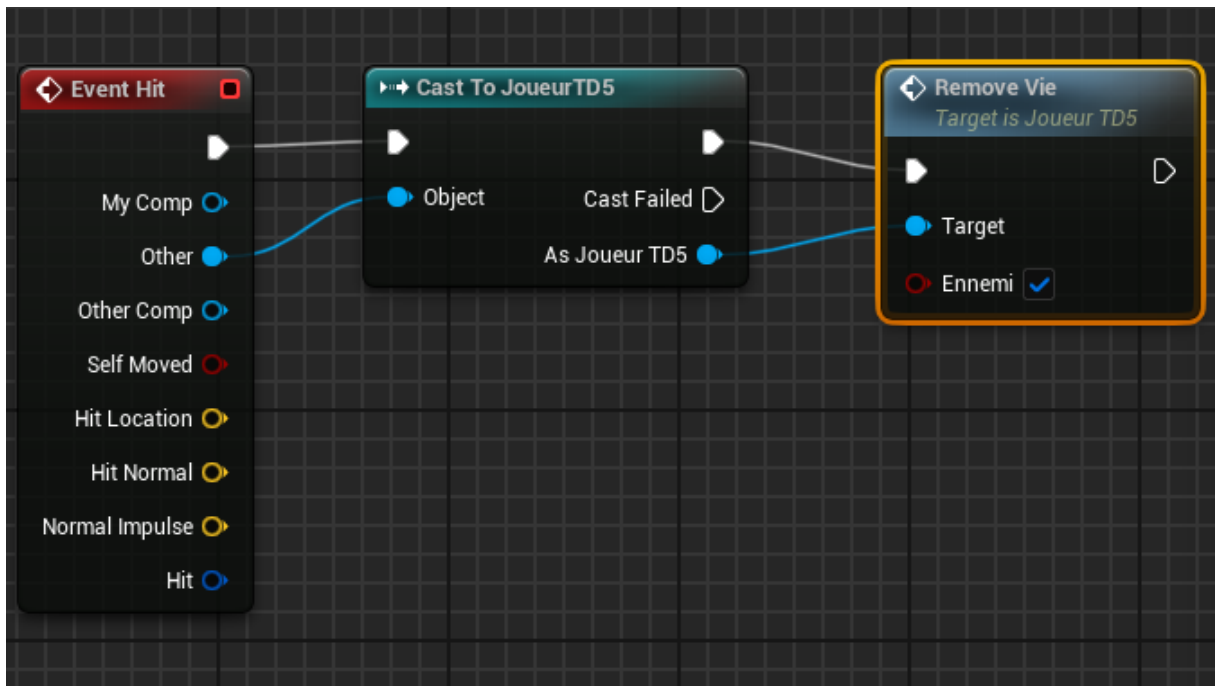 Event Hit
My Comp
Other
Other Comp
Self Moved
Hit Location
Hit Normal
Normal Impulse
Hit
Cast To JoueurTD5
Object
Cast Failed
As Joueur TD5
Remove Vie
Target is Joueur TD5
Target
Ennemi